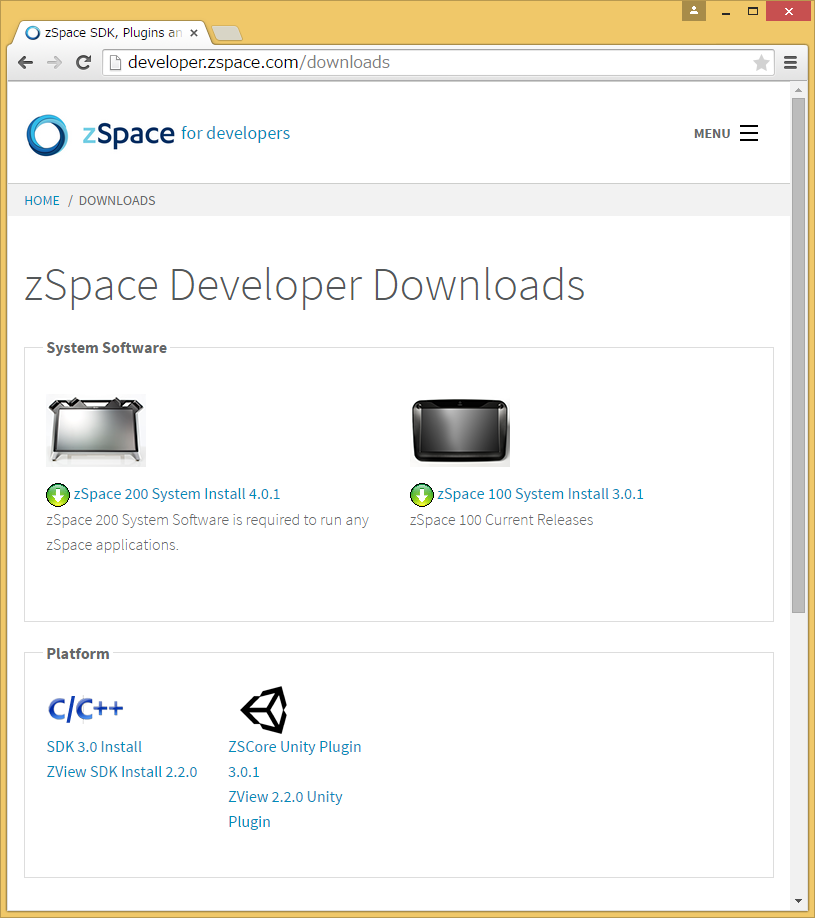 zSpace SDK, Plugins an
developer.zspace.com/downloads
zSpace for developers
MENU
HOME / DOWNLOADS
zSpace Developer Downloads
System Software
zSpace 200 System Install 4.0.1
zSpace 200 System Software is required to run any
zSpace applications.
zSpace 100 System Install 3.0.1
zSpace 100 Current Releases
Platform
C/C++
SDK 3.0 Install
ZView SDK Install 2.2.0
ZSCore Unity Plugin
3.0.1
ZView 2.2.0 Unity
Plugin